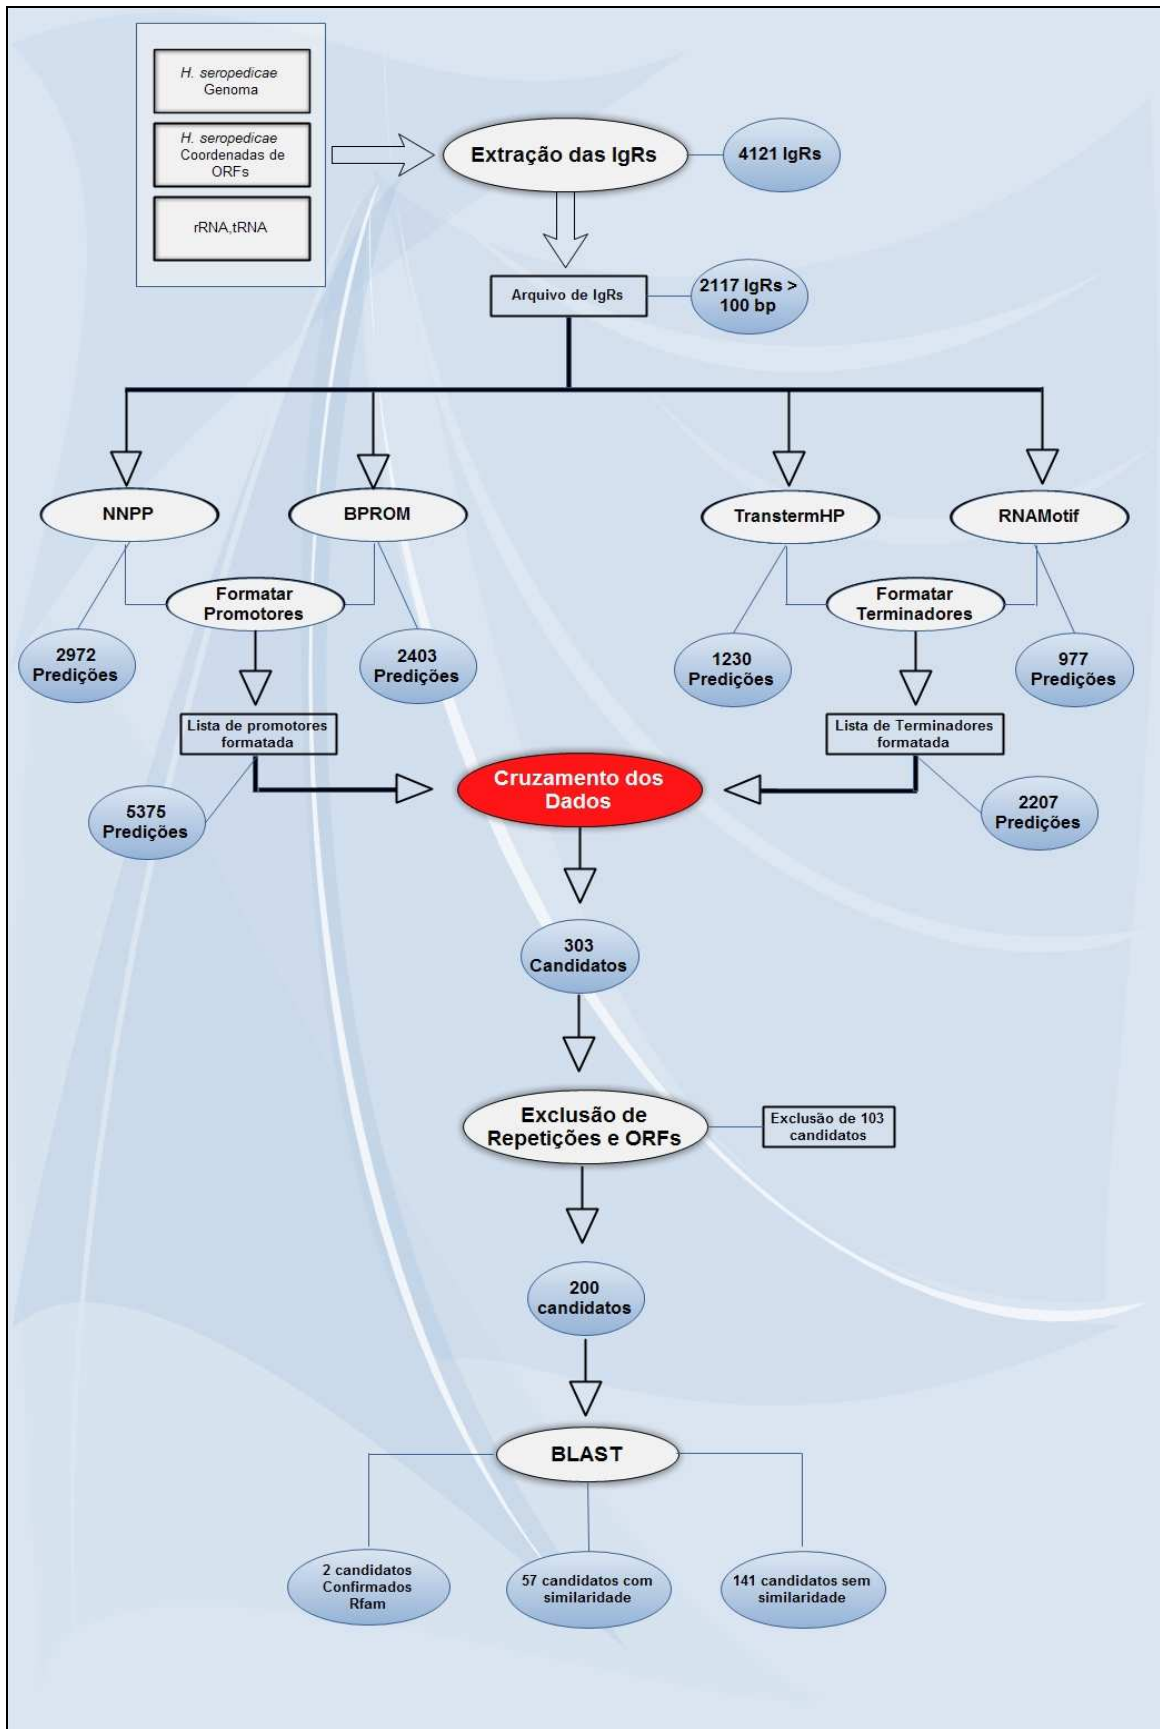 H. seropedicae
Genoma
H. seropedicae
Coordenadas de
ORFs
rRNA,tRNA
Extração das IgRs
4121 IgRs
Arquivo de IgRs
2117 IgRs >
100 bp
NNPP
BPROM
TranstermHP
RNAMotif
Formatar
Promotores
Formatar
Terminadores
2972
Predições
2403
Predições
1230
Predições
977
Predições
Lista de promotores
formatada
Lista de Terminadores
formatada
Cruzamento dos
Dados
5375
Predições
2207
Predições
303
Candidatos
Exclusão de
Repetições e ORFs
Exclusão de 103
candidatos
200
candidatos
BLAST
2 candidatos
Confirmados
Rfam
57 candidatos com
similaridade
141 candidatos sem
similaridade